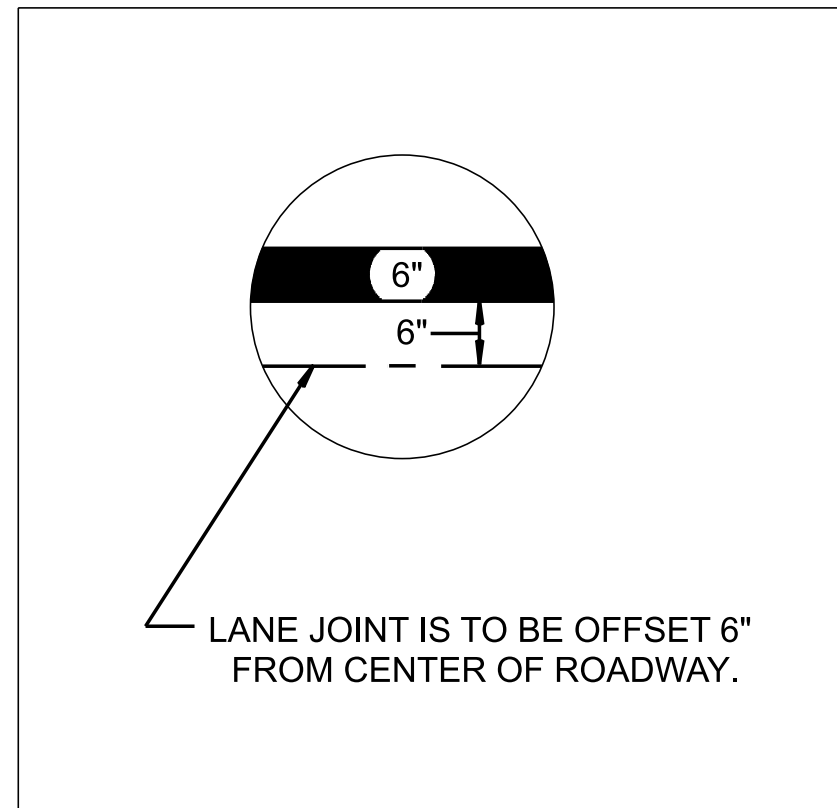 6"
6"
LANE JOINT IS TO BE OFFSET 6"
FROM CENTER OF ROADWAY.